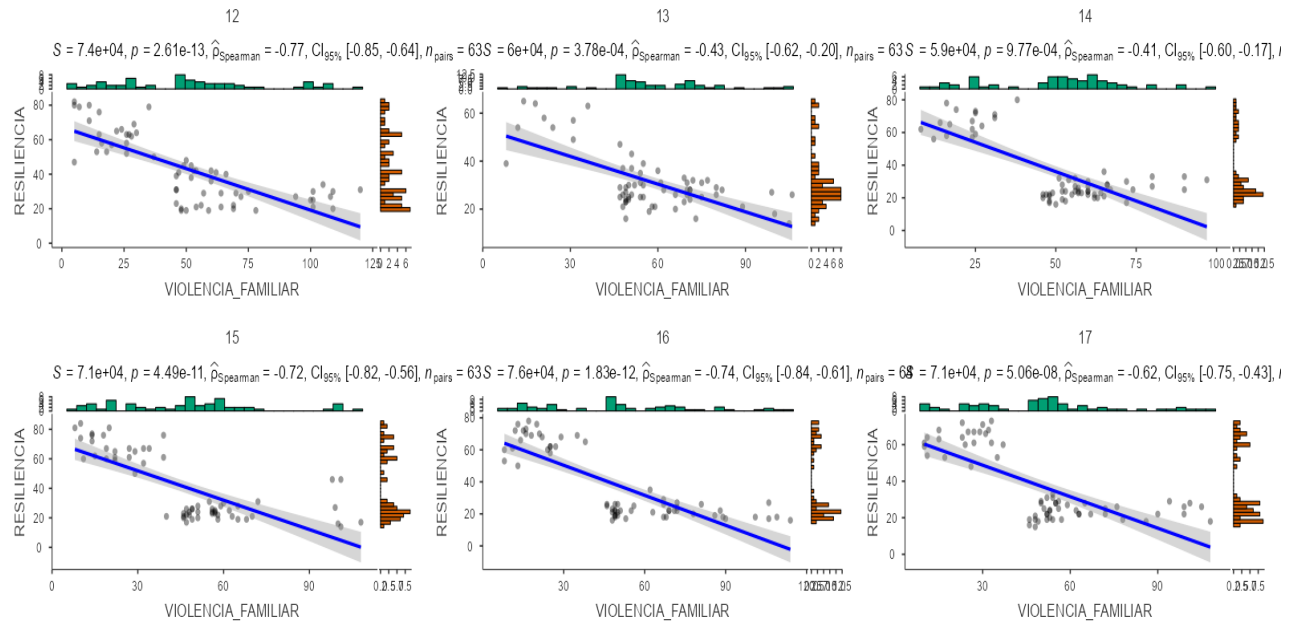 12 13 14
S = 7.4e+04, p = 2.61e-13, ρ̂Spearman = -0.77, CI95% [-0.85, -0.64], npairs = 63
S = 6e+04, p = 3.78e-04, ρ̂Spearman = -0.43, CI95% [-0.62, -0.20], npairs = 63
S = 5.9e+04, p = 9.77e-04, ρ̂Spearman = -0.41, CI95% [-0.60, -0.17],
RESILIENCIA
80
60
40
20
0
0 25 50 75 100 125
0 2 4 6
VIOLENCIA_FAMILIAR
RESILIENCIA
60
40
20
0 30 60 90
0 2 4 6 8
VIOLENCIA_FAMILIAR
RESILIENCIA
80
60
40
20
0
25 50 75 100
VIOLENCIA_FAMILIAR
15 16 17
S = 7.1e+04, p = 4.49e-11, ρ̂Spearman = -0.72, CI95% [-0.82, -0.56], npairs = 63
S = 7.6e+04, p = 1.83e-12, ρ̂Spearman = -0.74, CI95% [-0.84, -0.61], npairs =
S = 7.1e+04, p = 5.06e-08, ρ̂Spearman = -0.62, CI95% [-0.75, -0.43],
RESILIENCIA
80
60
40
20
0
30 60 90
VIOLENCIA_FAMILIAR
RESILIENCIA
80
60
40
20
0
30 60 90
VIOLENCIA_FAMILIAR
RESILIENCIA
80
60
40
20
0
30 60 90
VIOLENCIA_FAMILIAR